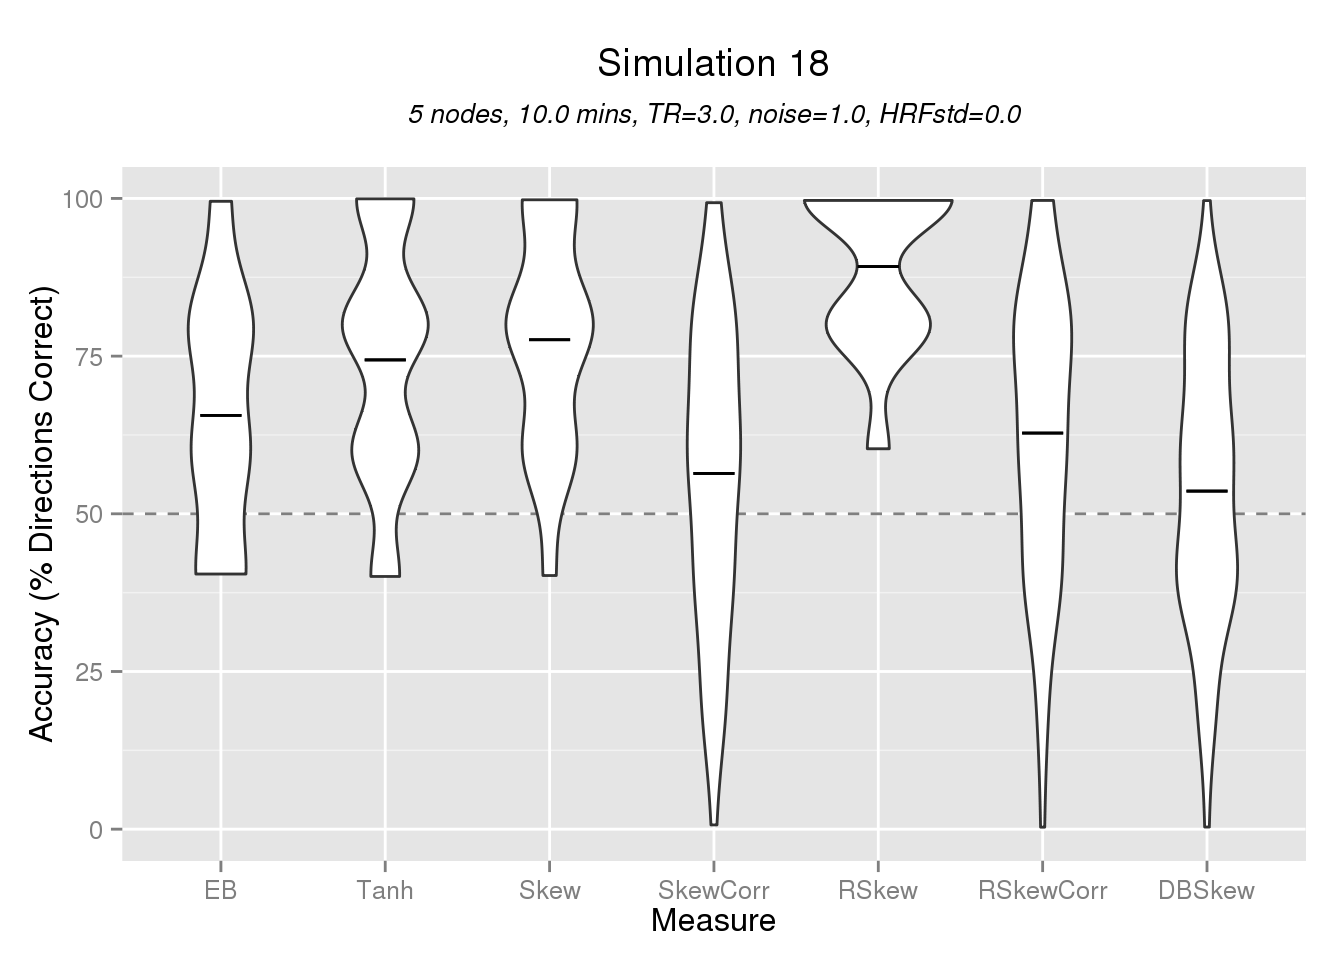 Simulation 18
5 nodes, 10.0 mins, TR=3.0, noise=1.0, HRFstd=0.0
Accuracy (% Directions Correct)
100
75
50
25
0
EB Tanh Skew SkewCorr RSkew RSkewCorr DBSkew
Measure